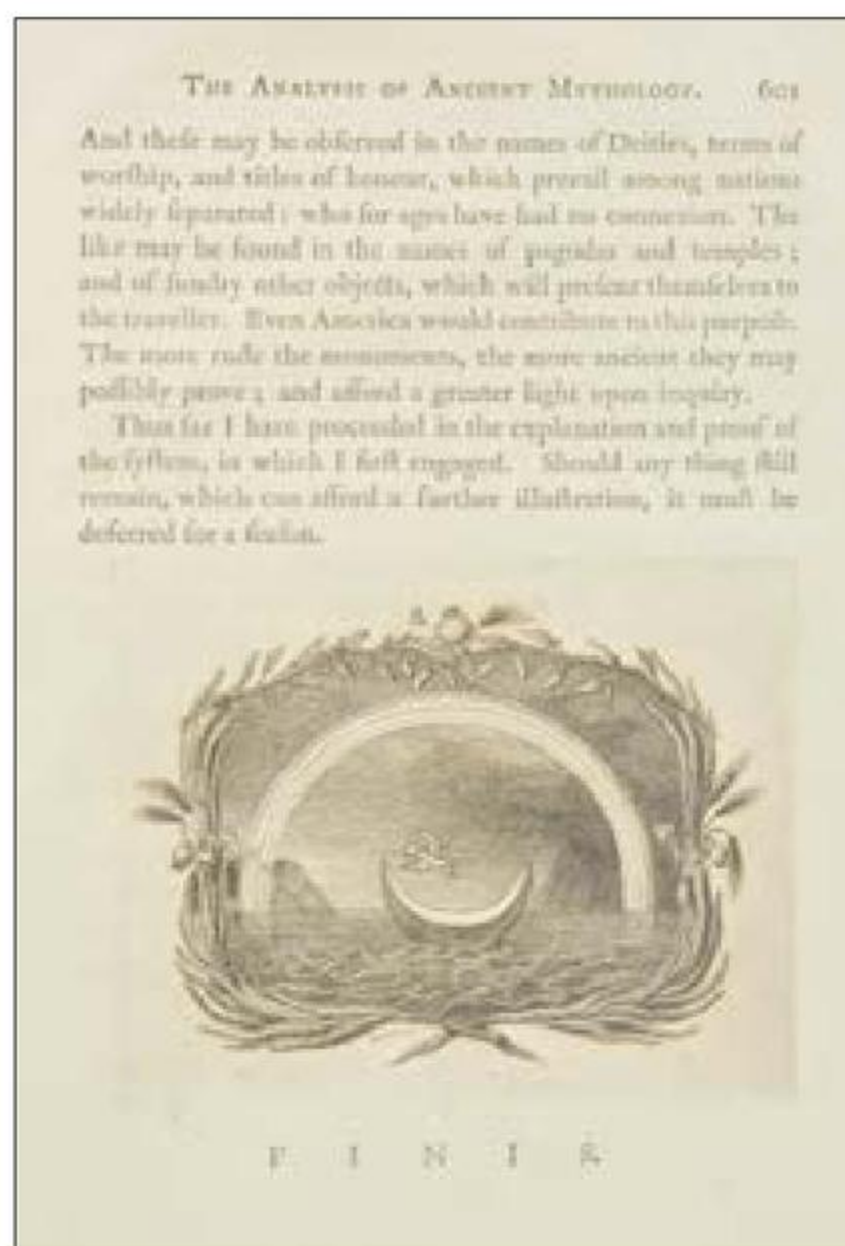 THE ANALYSIS OF ANCIENT MYTHOLOGY. 601
And theſe may be obſerved in the names of Deities, terms of
worſhip, and titles of honour, which prevail among nations
widely ſeparated; who for ages have had no connexion. The
like may be found in the names of pagodas and temples;
and of ſundry other objects, which will preſent themſelves to
the traveller. Even America would contribute to this purpoſe.
The more rude the monuments, the more ancient they may
poſſibly prove; and afford a greater light upon inquiry.
Thus far I have proceeded in the explanation and proof of
the ſyſtem, in which I firſt engaged. Should any thing ſtill
remain, which can afford a farther illuſtration, it muſt be
deferred for a ſeaſon.
F I N I S.